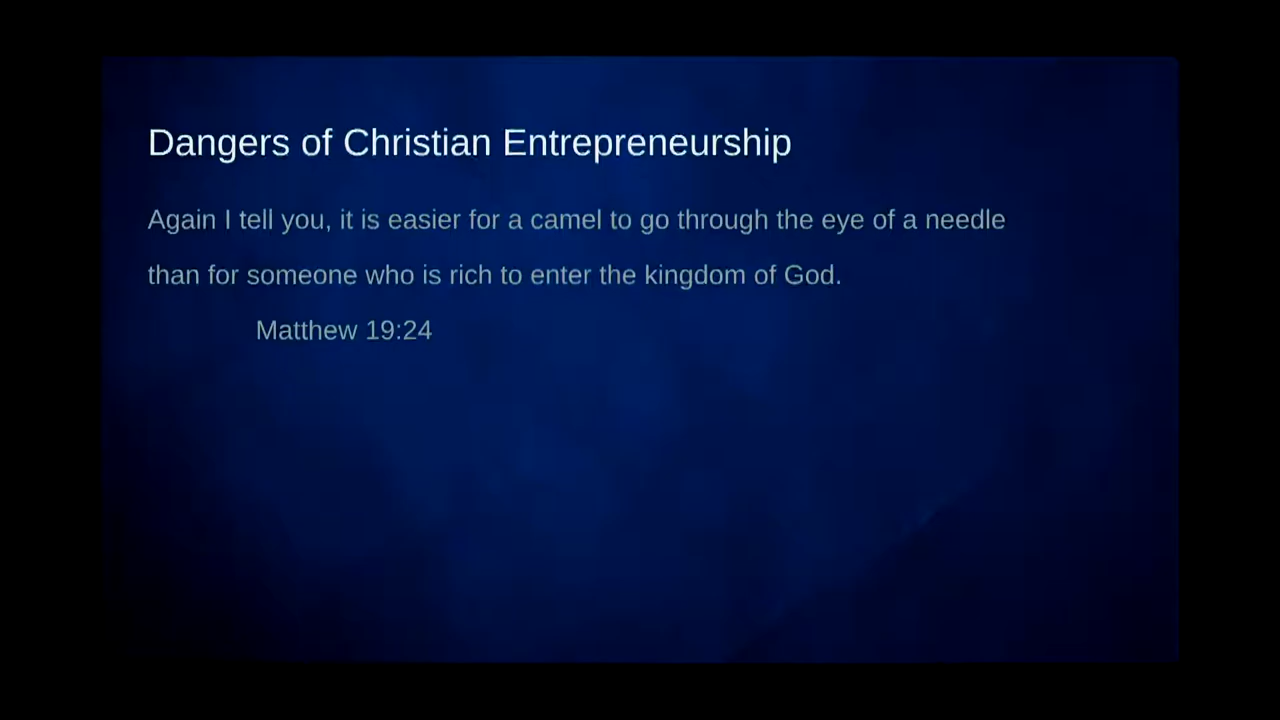 Dangers of Christian Entrepreneurship
Again I tell you, it is easier for a camel to go through the eye of a needle
than for someone who is rich to enter the kingdom of God.
Matthew 19:24